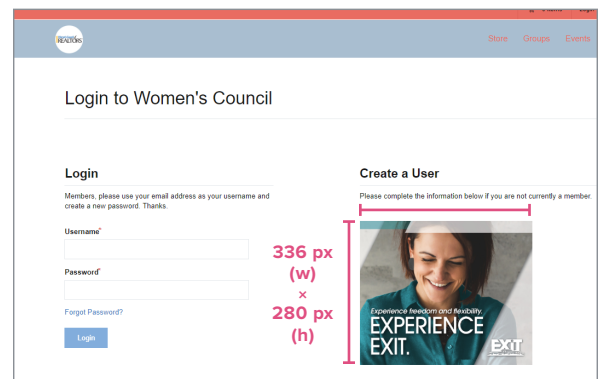 REALTORS
Store Groups Events
Login to Women's Council
Login
Members, please use your email address as your username and
create a new password. Thanks.
Username*
Password*
Forgot Password?
Login
Create a User
Please complete the information below if you are not currently a member.
336 px
(w)
×
280 px
(h)
Experience freedom and flexibility.
EXPERIENCE
EXIT.
EXIT